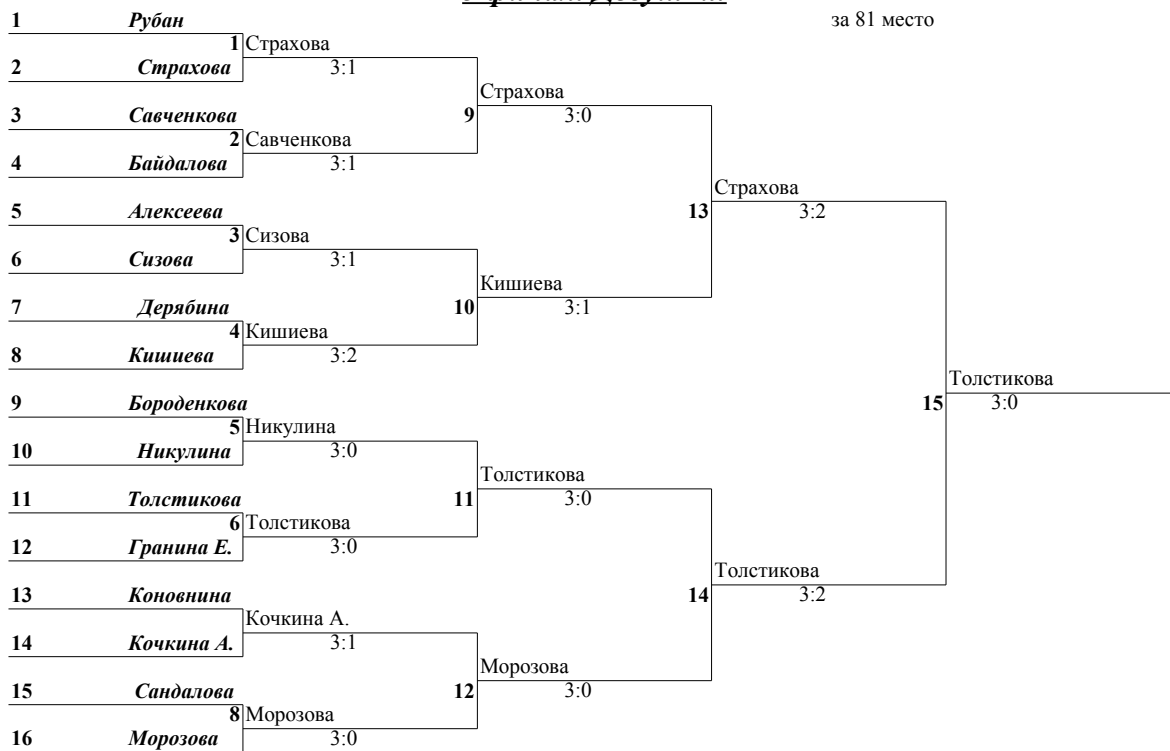 за 81 место
1 Рубан
1 Страхова
3:1
2 Страхова
Страхова
9 3:0
3 Савченкова
2 Савченкова
3:1
4 Байдалова
Страхова
13 3:2
5 Алексеева
3 Сизова
3:1
6 Сизова
Кишиева
10 3:1
7 Дерябина
4 Кишиева
3:2
8 Кишиева
Толстикова
15 3:0
9 Бороденкова
5 Никулина
3:0
10 Никулина
Толстикова
11 3:0
11 Толстикова
6 Толстикова
3:0
12 Гранина Е.
Толстикова
14 3:2
13 Коновнина
Кочкина А.
3:1
14 Кочкина А.
Морозова
12 3:0
15 Сандалова
8 Морозова
3:0
16 Морозова